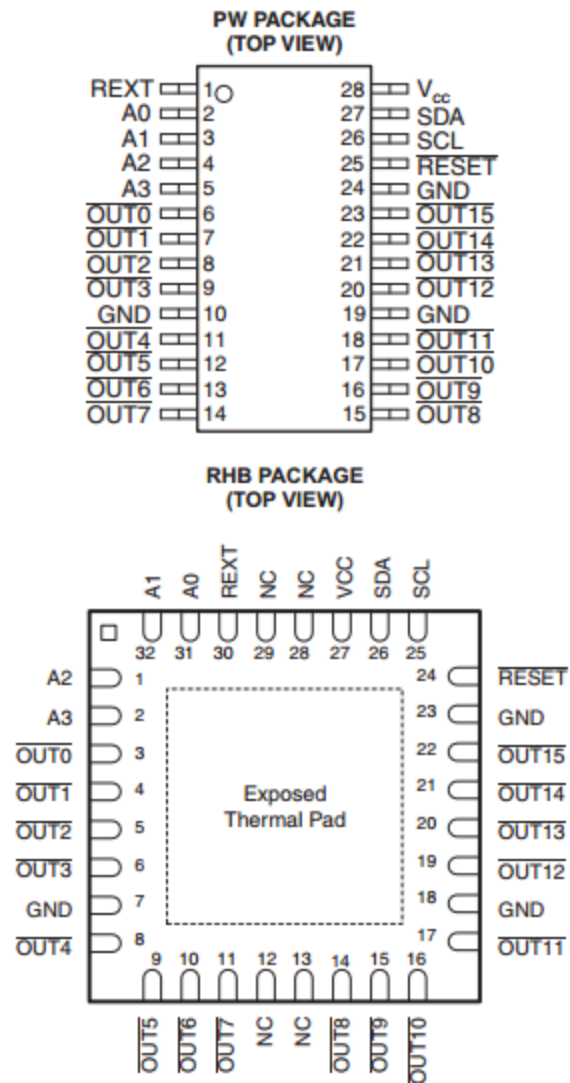 PW PACKAGE
(TOP VIEW)
REXT 1 28 Vcc
A0 2 27 SDA
A1 3 26 SCL
A2 4 25 RESET
A3 5 24 GND
OUT0 6 23 OUT15
OUT1 7 22 OUT14
OUT2 8 21 OUT13
OUT3 9 20 OUT12
GND 10 19 GND
OUT4 11 18 OUT11
OUT5 12 17 OUT10
OUT6 13 16 OUT9
OUT7 14 15 OUT8
RHB PACKAGE
(TOP VIEW)
A1 A0 REXT NC NC VCC SDA SCL
32 31 30 29 28 27 26 25
A2 1 24 RESET
A3 2 23 GND
OUT0 3 22 OUT15
OUT1 4 21 OUT14
OUT2 5 20 OUT13
OUT3 6 19 OUT12
GND 7 18 GND
OUT4 8 17 OUT11
Exposed
Thermal Pad
9 10 11 12 13 14 15 16
OUT5 OUT6 OUT7 NC NC OUT8 OUT9 OUT10